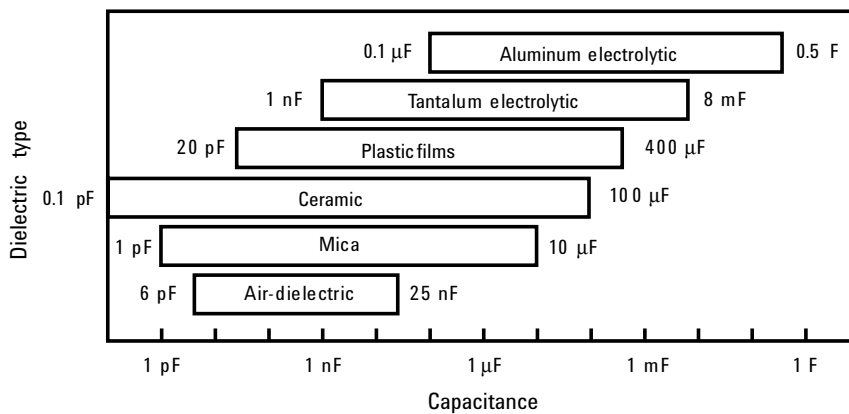 0.1 μF Aluminum electrolytic 0.5 F
1 nF Tantalum electrolytic 8 mF
20 pF Plastic films 400 μF
0.1 pF Ceramic 100 μF
1 pF Mica 10 μF
6 pF Air-dielectric 25 nF
Dielectric type
1 pF 1 nF 1 μF 1 mF 1 F
Capacitance